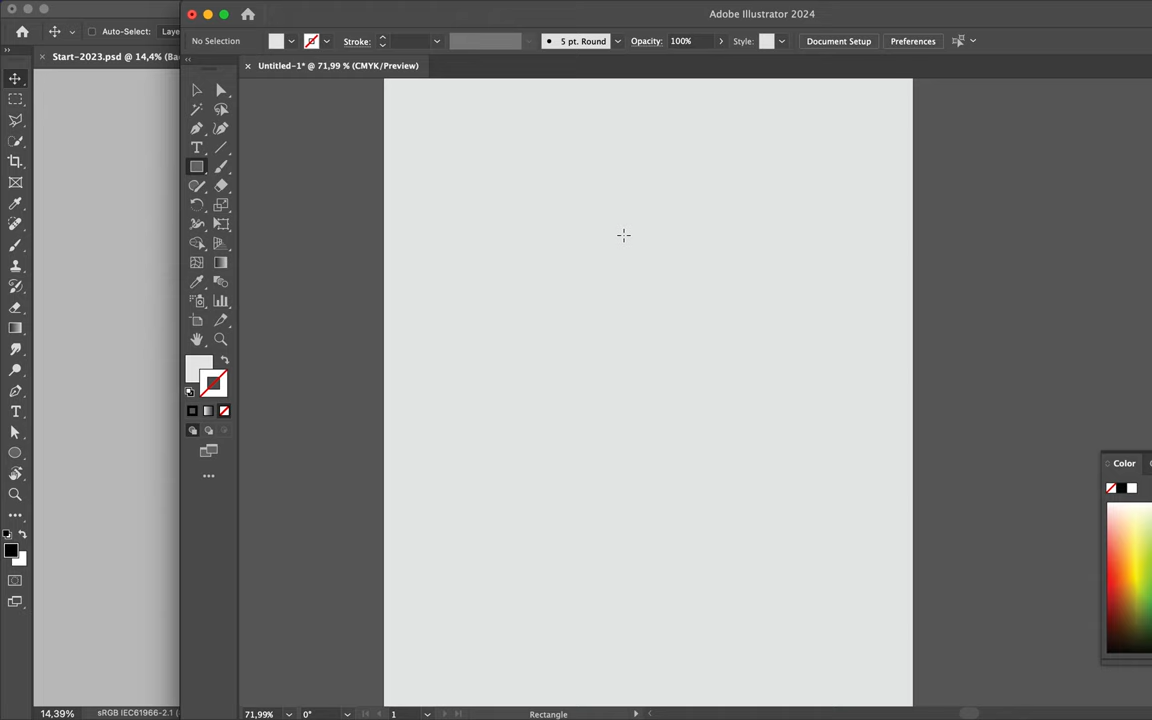 Adobe Illustrator 2024
Auto-Select: Laye
No Selection
Stroke:
5 pt. Round
Opacity: 100%
Style:
Document Setup
Preferences
Start-2023.psd @ 14,4% (Ba
Untitled-1* @ 71,99 % (CMYK/Preview)
Color
14,39% sRGB IEC61966-2.1 (
71,99%
0°
1
Rectangle